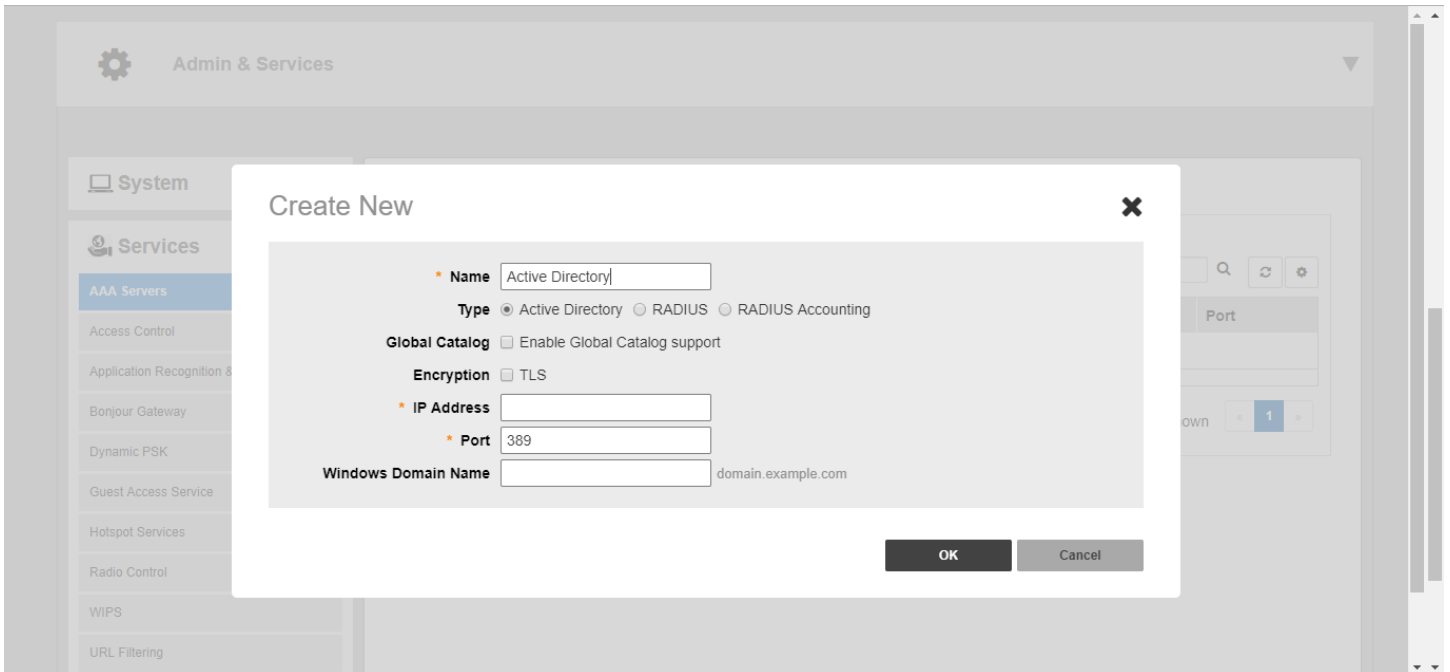 Admin & Services
System
Services
AAA Servers
Access Control
Application Recognition &
Bonjour Gateway
Dynamic PSK
Guest Access Service
Hotspot Services
Radio Control
WIPS
URL Filtering
Create New
* Name Active Directory
Type Active Directory RADIUS RADIUS Accounting
Global Catalog Enable Global Catalog support
Encryption TLS
* IP Address
* Port 389
Windows Domain Name domain.example.com
OK Cancel
Port
own « 1 »